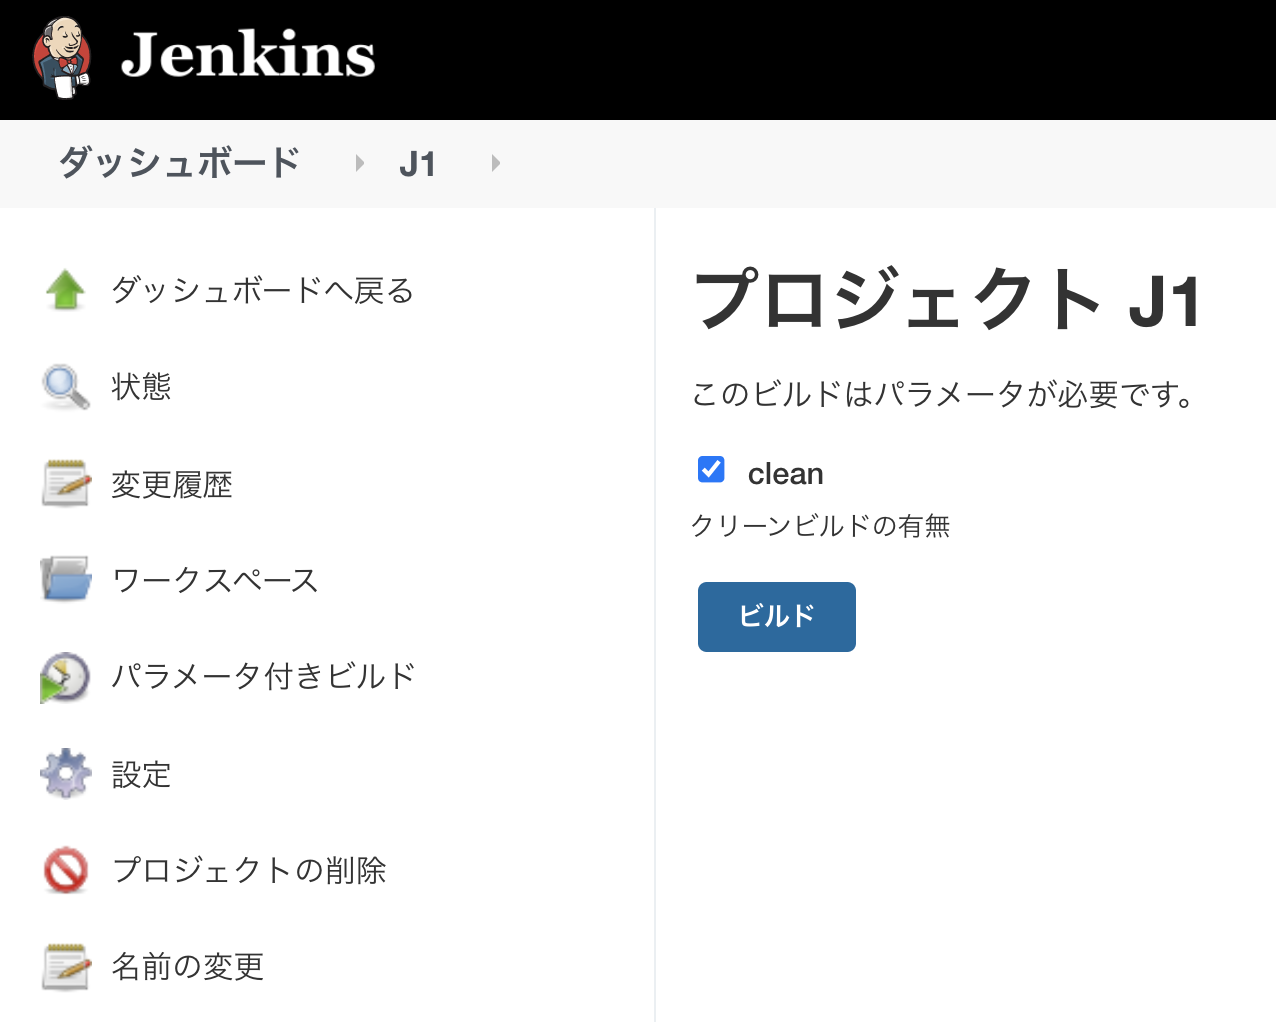 Jenkins
ダッシュボード
J1
ダッシュボードへ戻る
状態
変更履歴
ワークスペース
パラメータ付きビルド
設定
プロジェクトの削除
名前の変更
プロジェクト J1
このビルドはパラメータが必要です。
clean
クリーンビルドの有無
ビルド